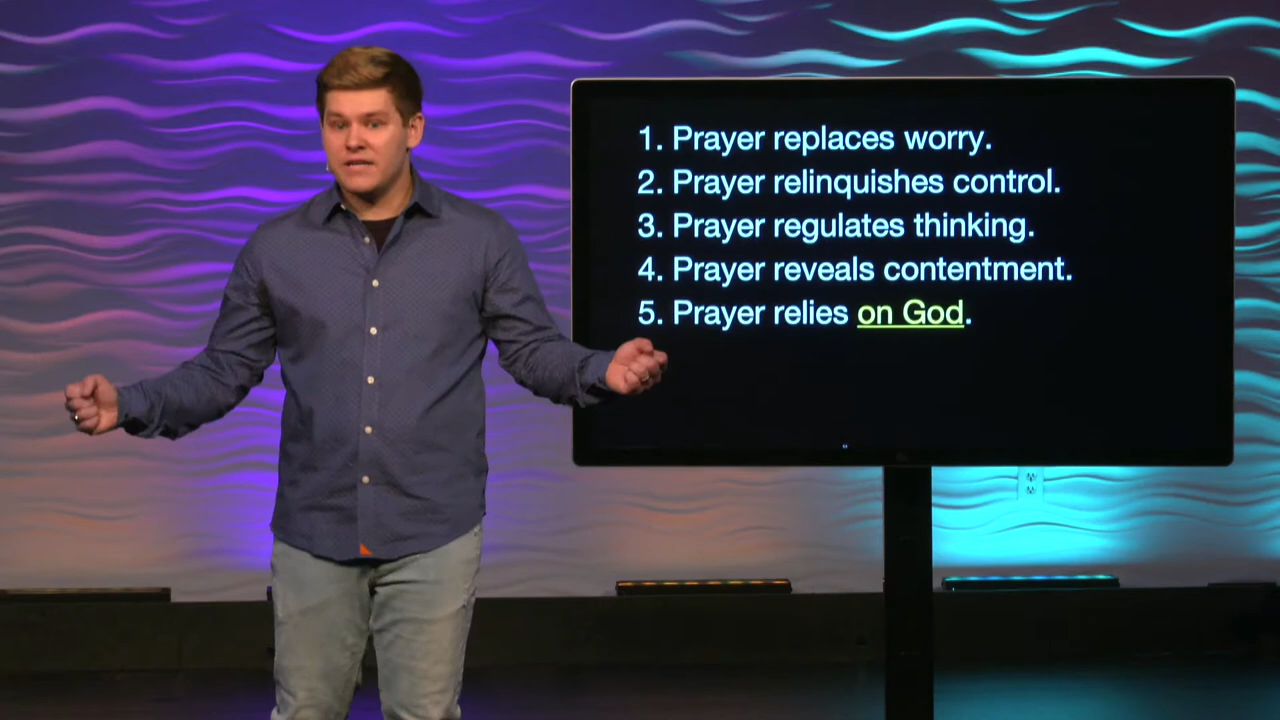 1. Prayer replaces worry.
2. Prayer relinquishes control.
3. Prayer regulates thinking.
4. Prayer reveals contentment.
5. Prayer relies on God.